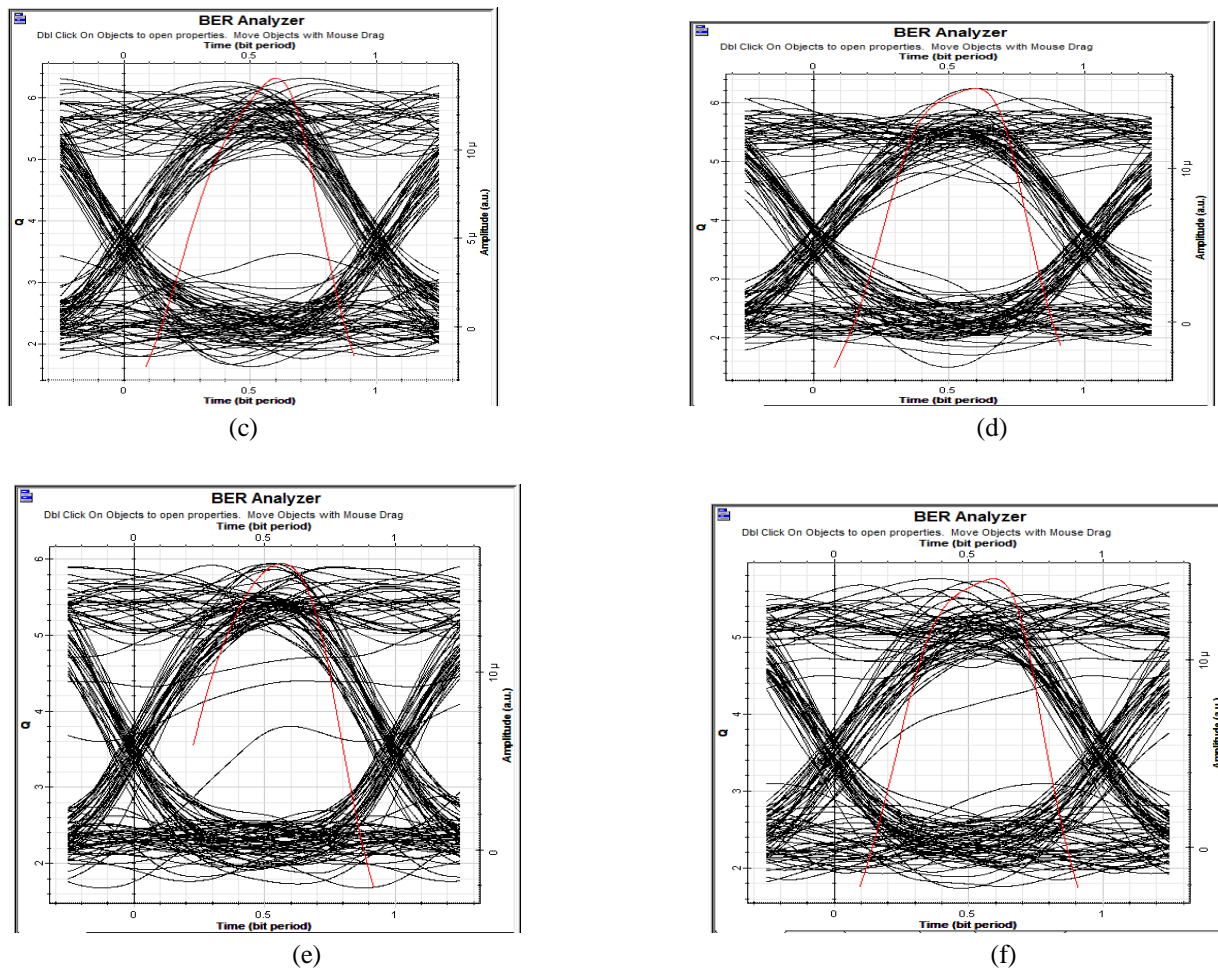 BER Analyzer
Dbl Click On Objects to open properties. Move Objects with Mouse Drag
Time (bit period)
0 0.5 1
6
5
4
3
2
Q
10 µ
5 µ
0
Amplitude (a.u.)
0 0.5 1
Time (bit period)
(c)
BER Analyzer
Dbl Click On Objects to open properties. Move Objects with Mouse Drag
Time (bit period)
0 0.5 1
6
5
4
3
2
Q
10 µ
0
Amplitude (a.u.)
0 0.5 1
Time (bit period)
(d)
BER Analyzer
Dbl Click On Objects to open properties. Move Objects with Mouse Drag
Time (bit period)
0 0.5 1
6
5
4
3
2
Q
10 µ
0
Amplitude (a.u.)
0 0.5 1
Time (bit period)
(e)
BER Analyzer
Dbl Click On Objects to open properties. Move Objects with Mouse Drag
Time (bit period)
0 0.5 1
5
4
3
2
Q
10 µ
0
Amplitude (a.u.)
0 0.5 1
Time (bit period)
(f)